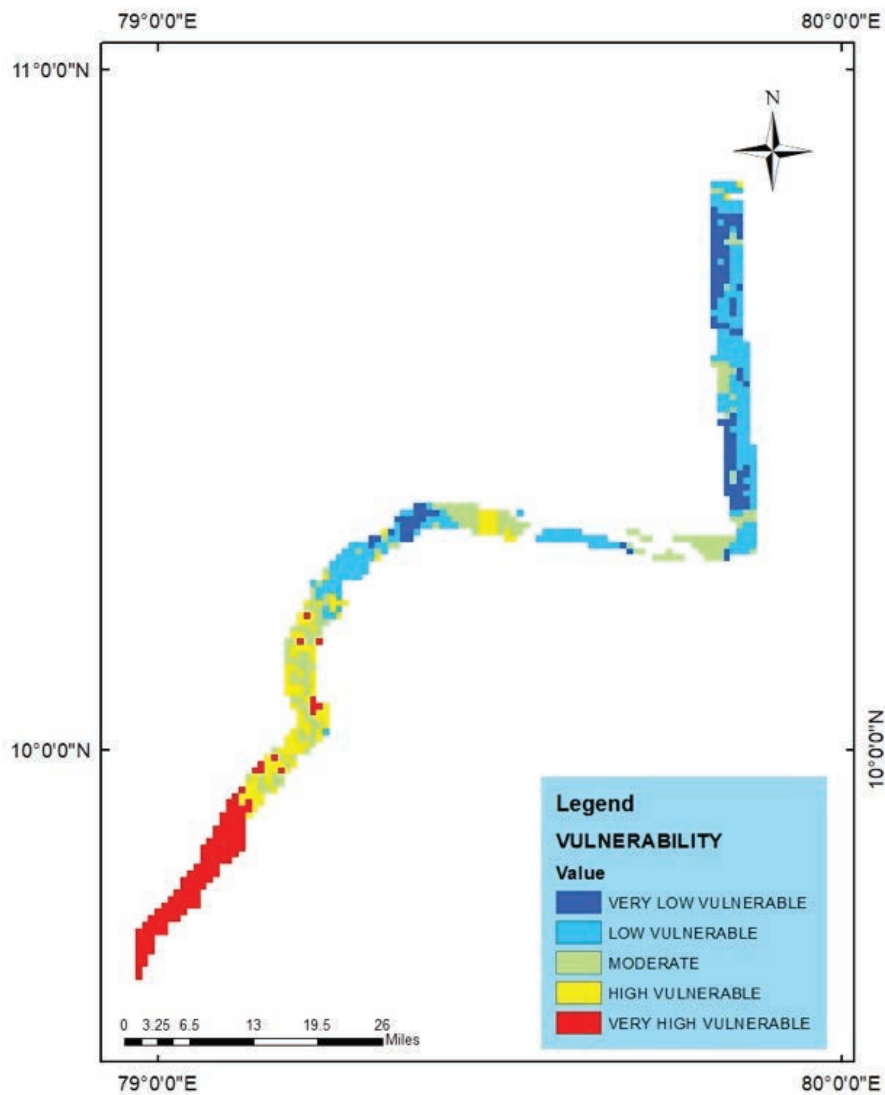 79°0'0"E 80°0'0"E
11°0'0"N
N
10°0'0"N 10°0'0"N
Legend
VULNERABILITY
Value
VERY LOW VULNERABLE
LOW VULNERABLE
MODERATE
HIGH VULNERABLE
VERY HIGH VULNERABLE
0 3.25 6.5 13 19.5 26
Miles
79°0'0"E 80°0'0"E